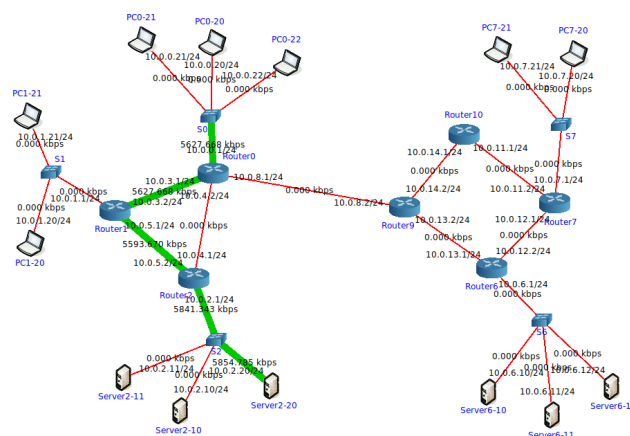 PC0-21
PC0-20
PC0-22
10.0.0.21/24
10.0.0.20/24
10.0.0.22/24
0.000 kbps
0.000 kbps
0.000 kbps
S0
5627.668 kbps
10.0.0.1/24
Router0
PC1-21
10.0.1.21/24
0.000 kbps
S1
0.000 kbps
10.0.1.1/24
0.000 kbps
10.0.1.20/24
PC1-20
10.0.3.1/24
5627.668 kbps
10.0.3.2/24
10.0.4.2/24
Router1
10.0.5.1/24
5593.670 kbps
10.0.5.2/24
0.000 kbps
10.0.4.1/24
Router2
10.0.2.1/24
5841.343 kbps
S2
0.000 kbps
10.0.2.11/24
0.000 kbps
10.0.2.10/24
5854.785 kbps
10.0.2.20/24
Server2-11
Server2-10
Server2-20
10.0.8.1/24
0.000 kbps
10.0.8.2/24
Router9
PC7-21
PC7-20
10.0.7.21/24
10.0.7.20/24
0.000 kbps
0.000 kbps
S7
0.000 kbps
10.0.7.1/24
Router10
10.0.14.1/24
10.0.11.1/24
0.000 kbps
0.000 kbps
10.0.14.2/24
10.0.11.2/24
Router7
10.0.13.2/24
0.000 kbps
10.0.13.1/24
10.0.12.1/24
0.000 kbps
10.0.12.2/24
Router6
10.0.6.1/24
0.000 kbps
S6
0.000 kbps
10.0.6.10/24
0.000 kbps
10.0.6.11/24
0.000 kbps
10.0.6.12/24
Server6-10
Server6-11
Server6-1